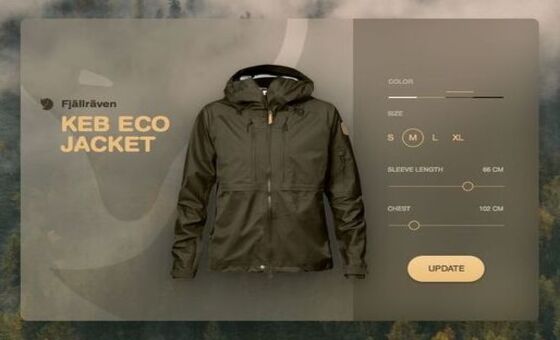 Fjällräven
KEB ECO
JACKET
COLOR
SIZE
S M L XL
SLEEVE LENGTH 66 CM
CHEST 102 CM
UPDATE